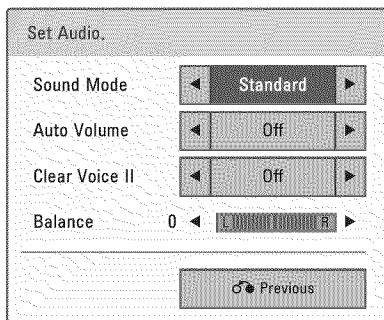 Set Audio.
Sound Mode ◄ Standard ►
Auto Volume ◄ Off ►
Clear Voice II ◄ Off ►
Balance 0 ◄ L R ►
Previous